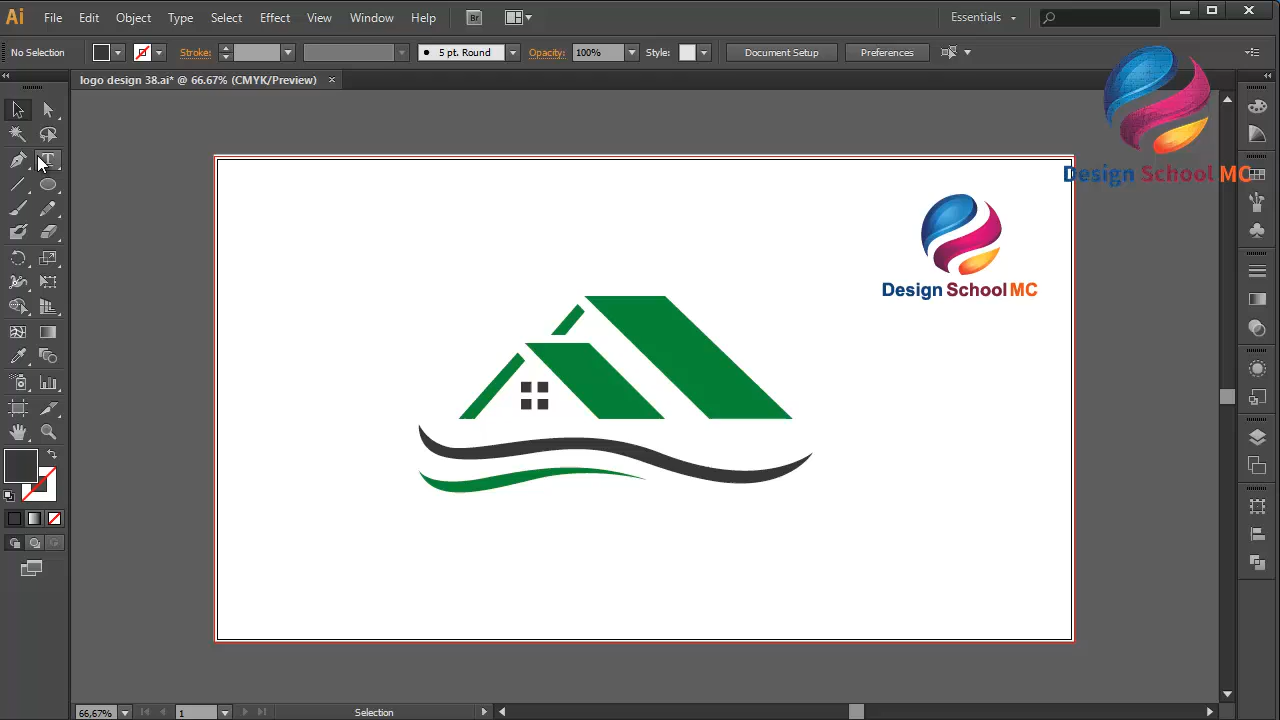 Ai File Edit Object Type Select Effect View Window Help Br Essentials
No Selection Stroke: 5 pt. Round Opacity: 100% Style: Document Setup Preferences
logo design 38.ai* @ 66.67% (CMYK/Preview) ×
T
Design School MC
Design School MC
66,67% 1 Selection